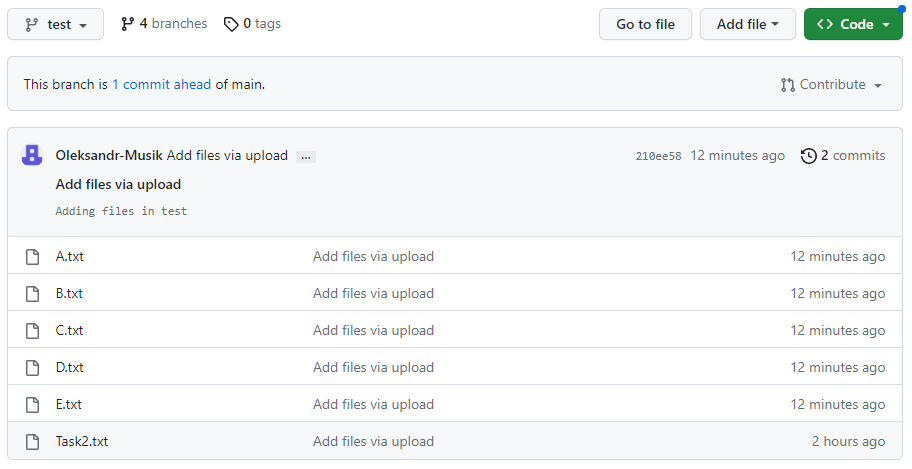 test 4 branches 0 tags Go to file Add file Code
This branch is 1 commit ahead of main. Contribute
Oleksandr-Musik Add files via upload ... 210ee58 12 minutes ago 2 commits
Add files via upload
Adding files in test
A.txt Add files via upload 12 minutes ago
B.txt Add files via upload 12 minutes ago
C.txt Add files via upload 12 minutes ago
D.txt Add files via upload 12 minutes ago
E.txt Add files via upload 12 minutes ago
Task2.txt Add files via upload 2 hours ago